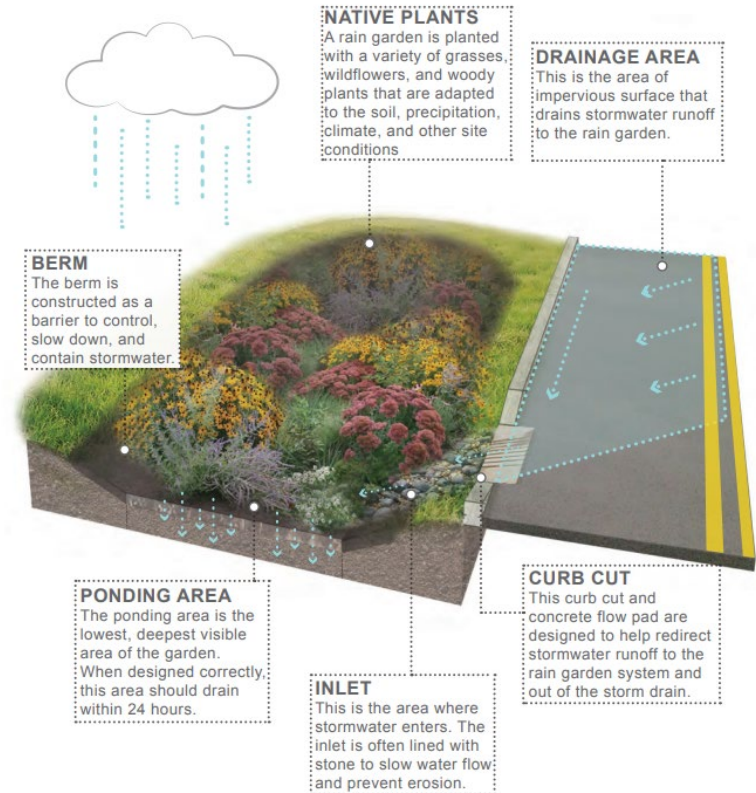 NATIVE PLANTS
A rain garden is planted
with a variety of grasses,
wildflowers, and woody
plants that are adapted
to the soil, precipitation,
climate, and other site
conditions
DRAINAGE AREA
This is the area of
impervious surface that
drains stormwater runoff
to the rain garden.
BERM
The berm is
constructed as a
barrier to control,
slow down, and
contain stormwater.
PONDING AREA
The ponding area is the
lowest, deepest visible
area of the garden.
When designed correctly,
this area should drain
within 24 hours.
INLET
This is the area where
stormwater enters. The
inlet is often lined with
stone to slow water flow
and prevent erosion.
CURB CUT
This curb cut and
concrete flow pad are
designed to help redirect
stormwater runoff to the
rain garden system and
out of the storm drain.